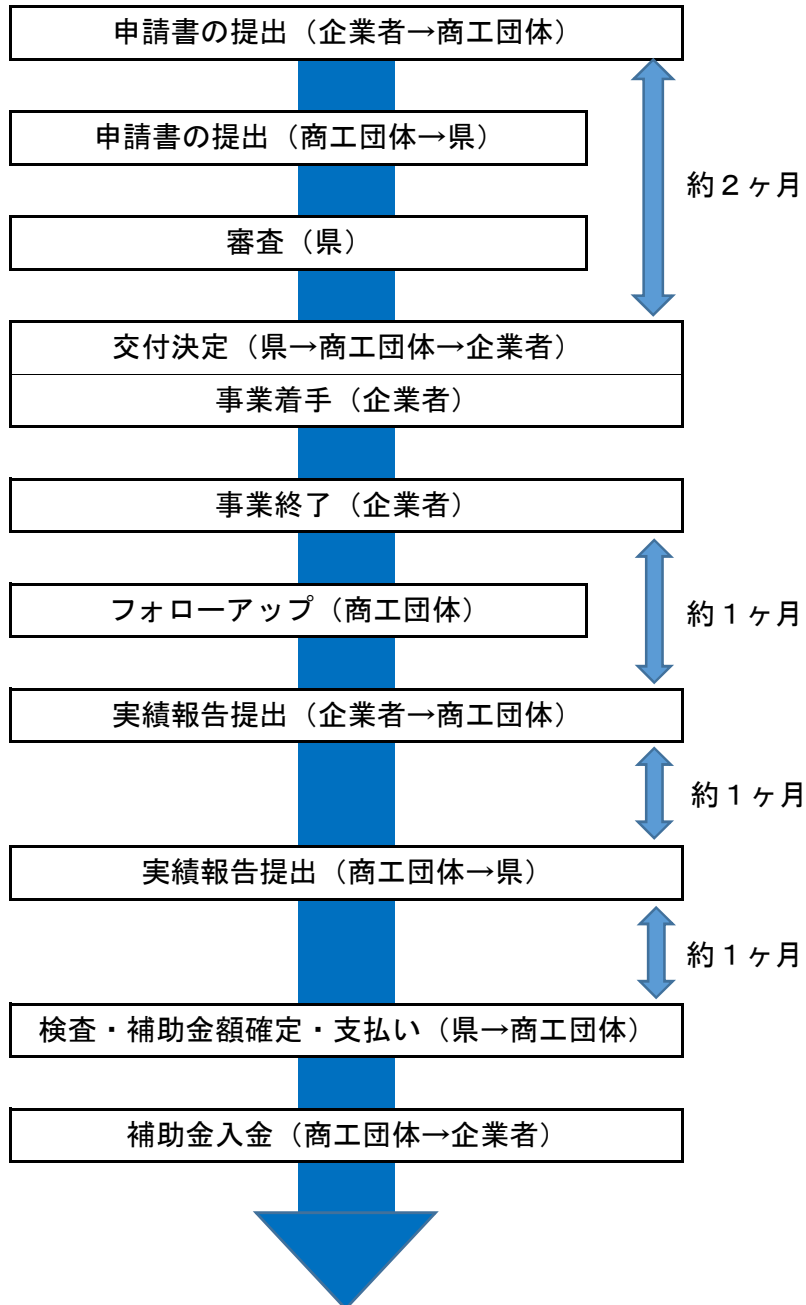 申請書の提出（企業者→商工団体）
申請書の提出（商工団体→県）
約２ヶ月
審査（県）
交付決定（県→商工団体→企業者）
事業着手（企業者）
事業終了（企業者）
フォローアップ（商工団体）
約１ヶ月
実績報告提出（企業者→商工団体）
約１ヶ月
実績報告提出（商工団体→県）
約１ヶ月
検査・補助金額確定・支払い（県→商工団体）
補助金入金（商工団体→企業者）